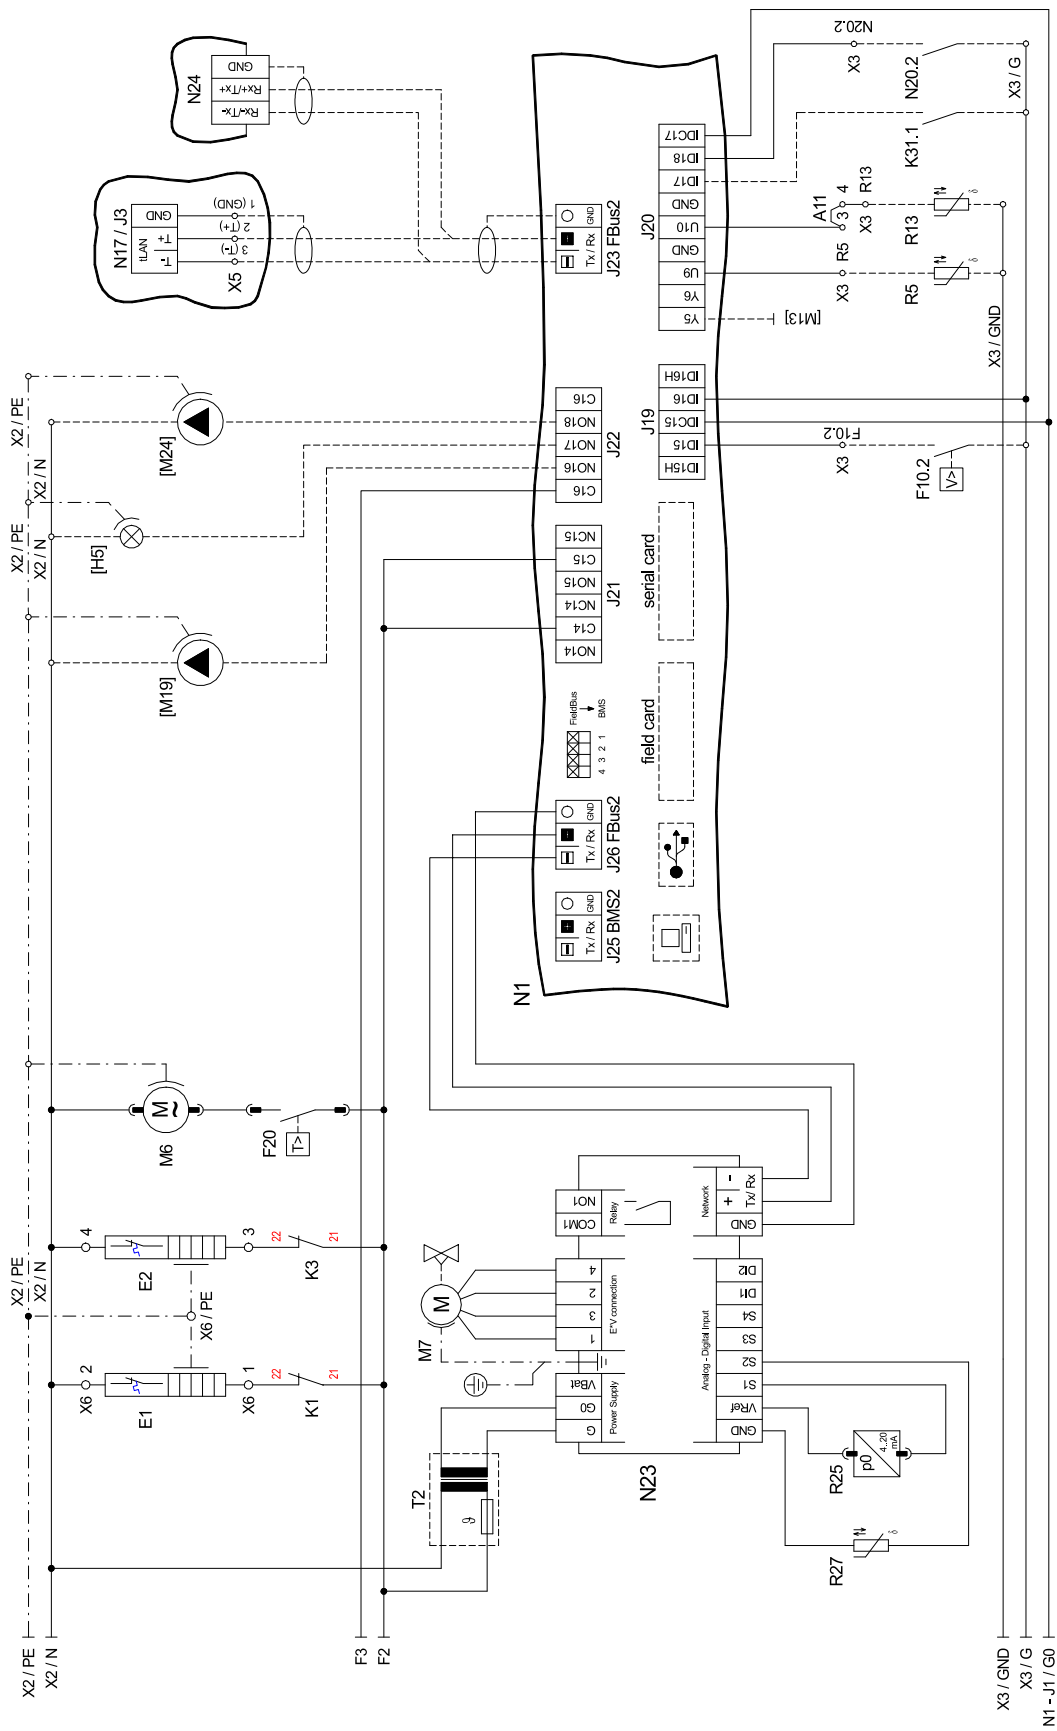 X2 / PE
X2 / N
F3
F2
X3 / GND
X3 / G
N1 - J1 / G0
X2 / PE
X2 / N
X6 2
E1
X6 1
22
21
K1
4
E2
3
22
21
K3
X6 / PE
M
~
M6
F20
T>
T2
ϑ
N23
G
G0
VBat
Power Supply
1
3
2
4
E*V connection
COM1
NO1
Relay
GND
VRef
S1
S2
S3
S4
DI1
DI2
Analog - Digital Input
GND
+
-
Tx/ Rx
Network
M7
M
R27
R25
p0
4..20
mA
N1
J25 BMS2
Tx / Rx
GND
J26 FBus2
Tx / Rx
GND
4 3 2 1
FieldBus
BMS
field card
serial card
J21
NO14
C14
NC14
NO15
C15
NC15
J22
C16
NO16
NO17
NO18
C16
J23 FBus2
Tx / Rx
GND
J19
ID15H
ID15
IDC15
ID16
ID16H
J20
Y5
Y6
U9
GND
U10
GND
ID17
ID18
IDC17
[M19]
[H5]
[M24]
X2 / PE
X2 / N
X2 / PE
X2 / N
N17 / J3
tLAN
T-
T+
GND
X5
3 (T-)
2 (T+)
1 (GND)
N24
Rx-/Tx-
Rx+/Tx+
GND
X3
F10.2
F10.2
V>
[M13]
X3
R5
R5
X3 / GND
A11
3
4
X3
R13
R13
K31.1
X3
N20.2
N20.2
X3 / G